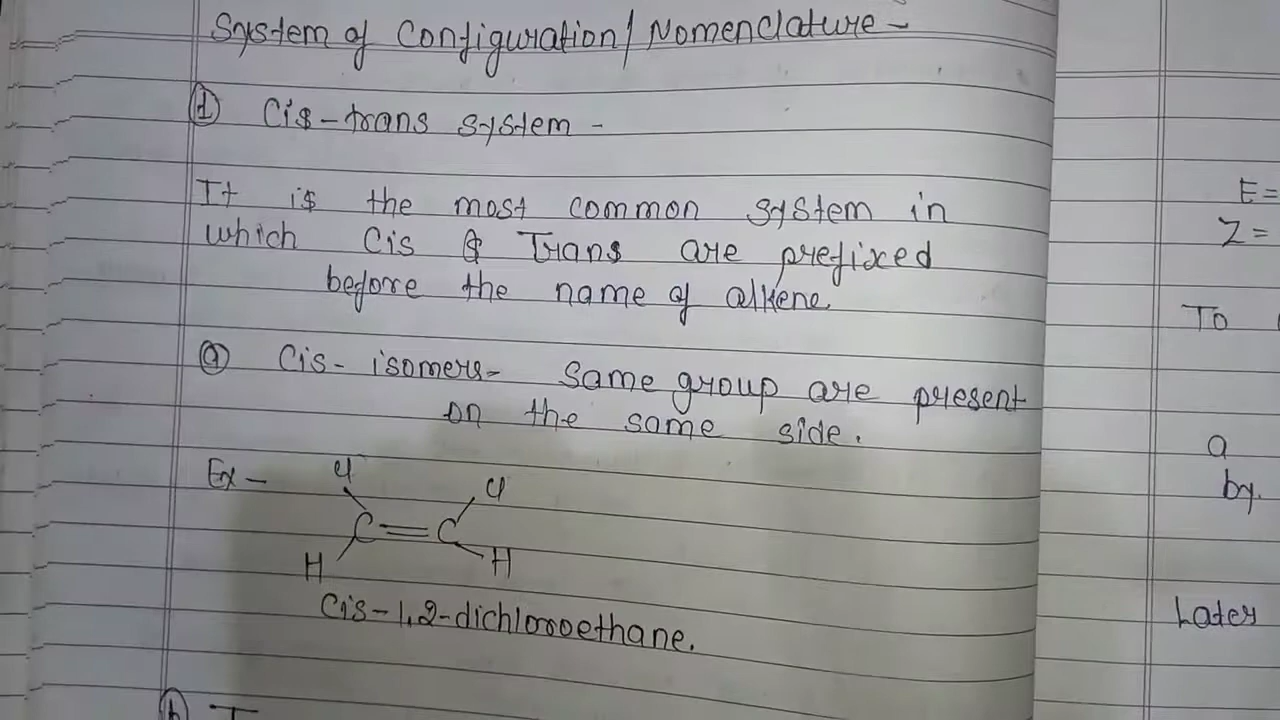 System of Configuration/Nomenclature -
① Cis-trans system -
It is the most common system in
which Cis & Trans are prefixed
before the name of alkene
ⓐ Cis- isomers- Same group are present
on the same side.
Ex - Cl Cl
C=C
H H
Cis-1,2-dichloroethane.
ⓑ T
E=
Z=
To
a
by.
Later